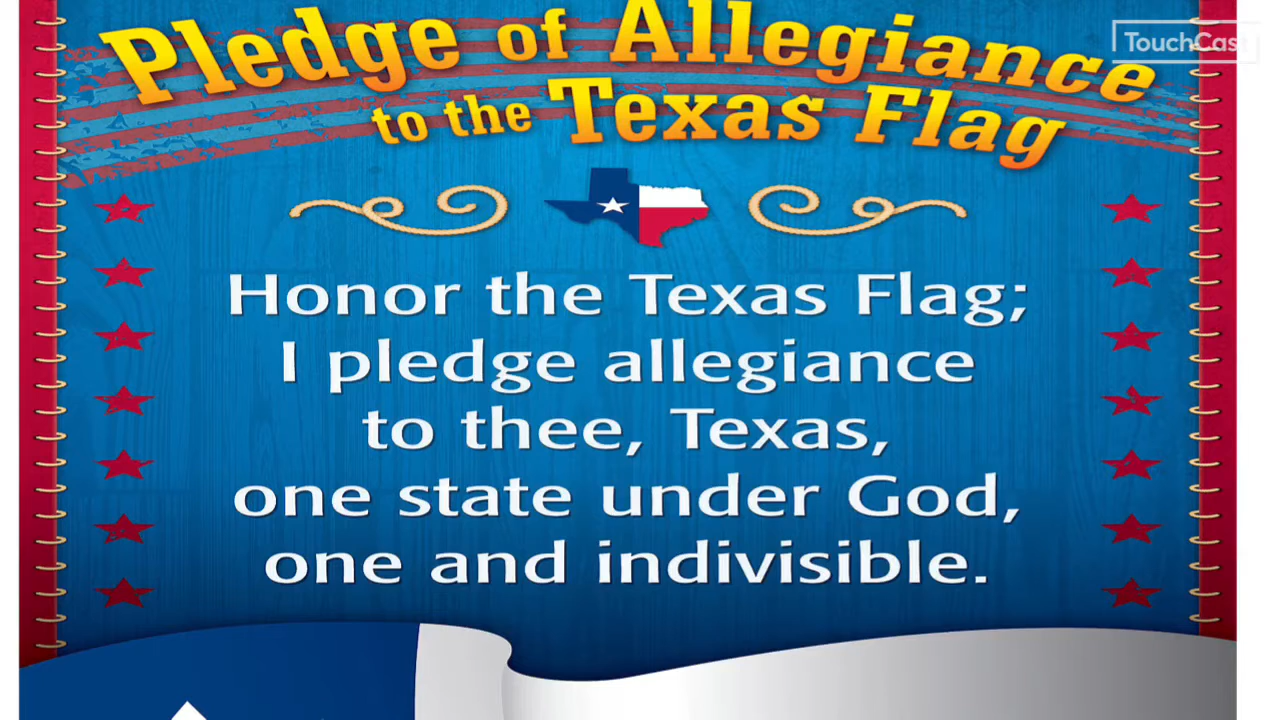 Pledge of Allegiance
to the Texas Flag
TouchCast
Honor the Texas Flag;
I pledge allegiance
to thee, Texas,
one state under God,
one and indivisible.